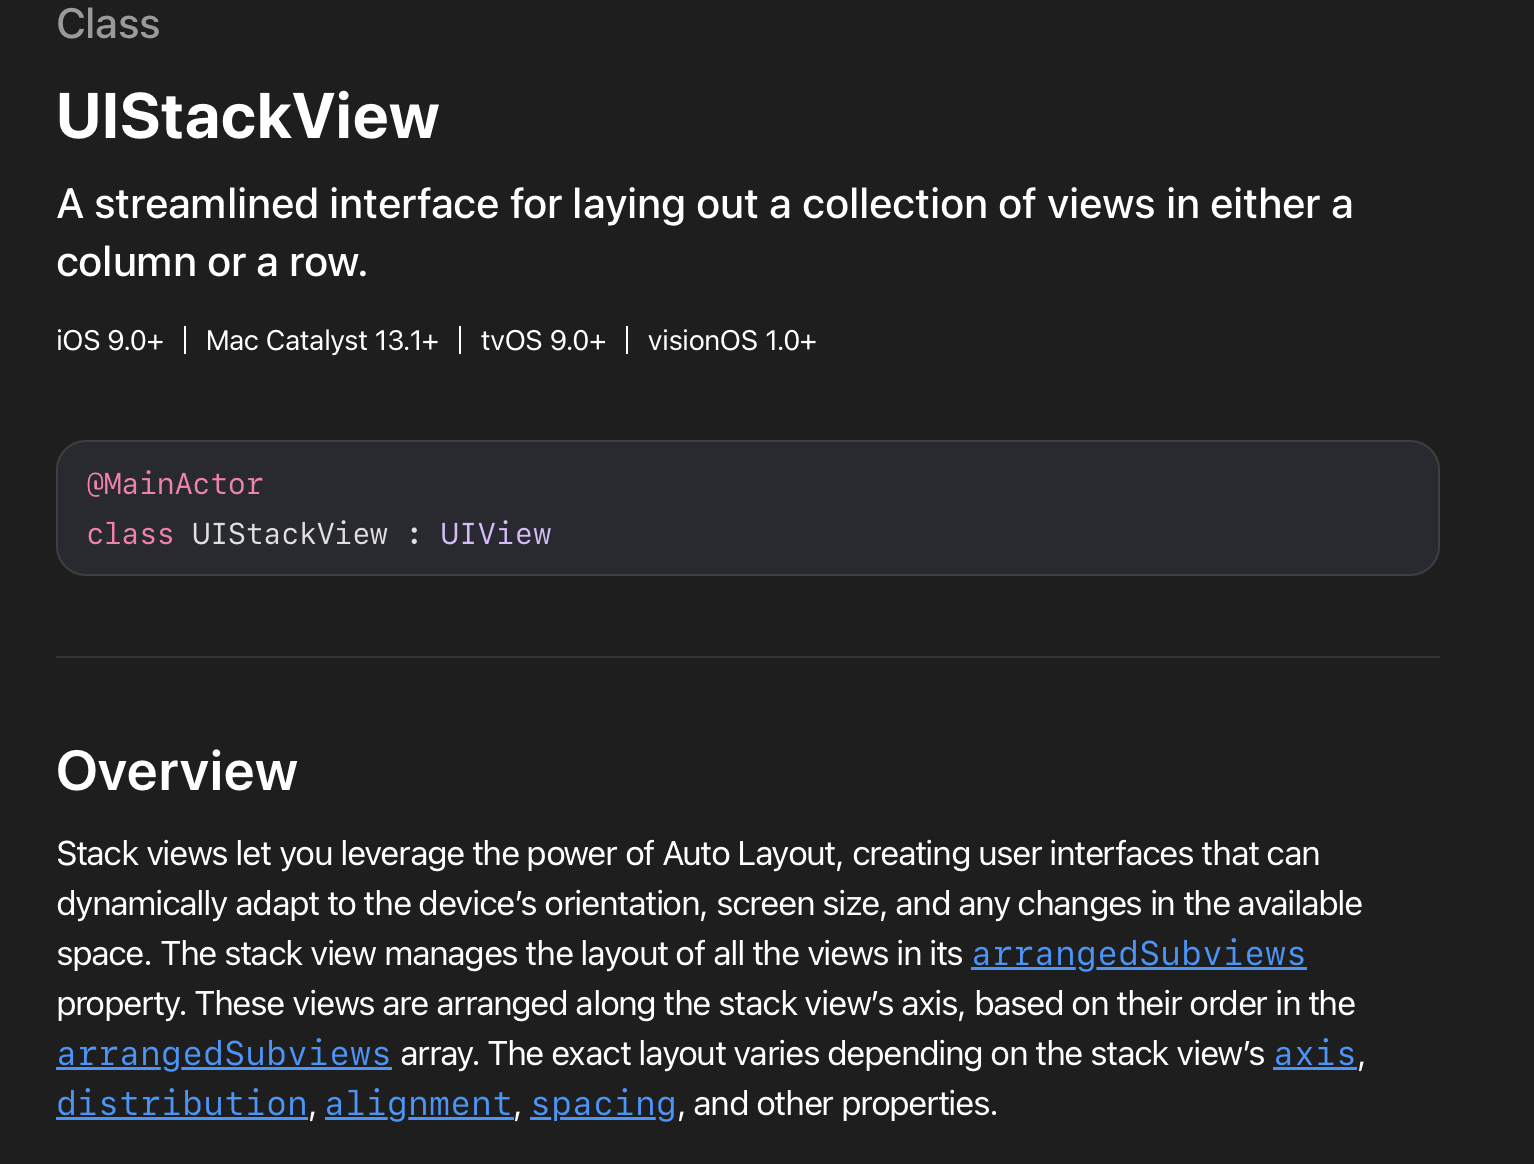 Class
UIStackView
A streamlined interface for laying out a collection of views in either a
column or a row.
iOS 9.0+ | Mac Catalyst 13.1+ | tvOS 9.0+ | visionOS 1.0+
@MainActor
class UIStackView : UIView
Overview
Stack views let you leverage the power of Auto Layout, creating user interfaces that can
dynamically adapt to the device’s orientation, screen size, and any changes in the available
space. The stack view manages the layout of all the views in its arrangedSubviews
property. These views are arranged along the stack view’s axis, based on their order in the
arrangedSubviews array. The exact layout varies depending on the stack view’s axis,
distribution, alignment, spacing, and other properties.